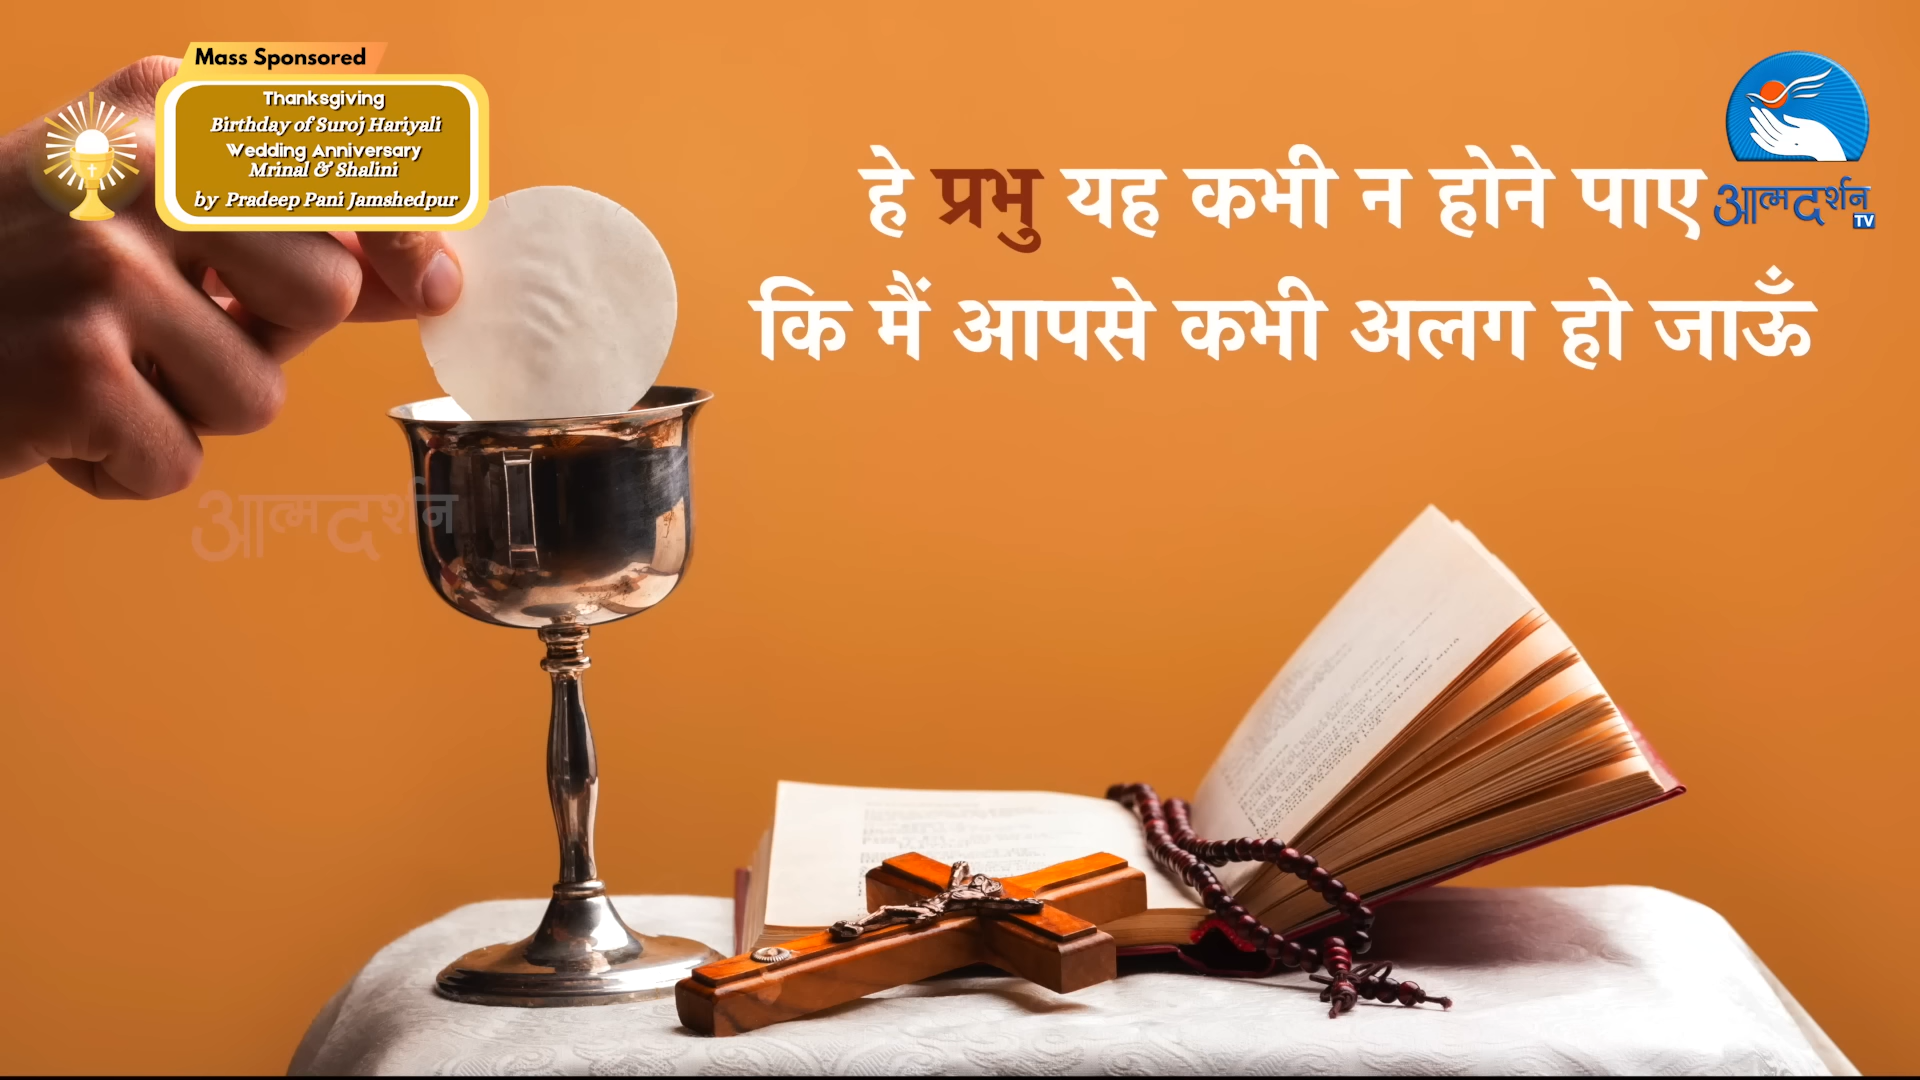 Mass Sponsored
Thanksgiving
Birthday of Suroj Hariyali
Wedding Anniversary
Mrinal & Shalini
by Pradeep Pani Jamshedpur
हे प्रभु यह कभी न होने पाए
कि मैं आपसे कभी अलग हो जाऊँ
आत्मदर्शन
TV
आत्मदर्शन